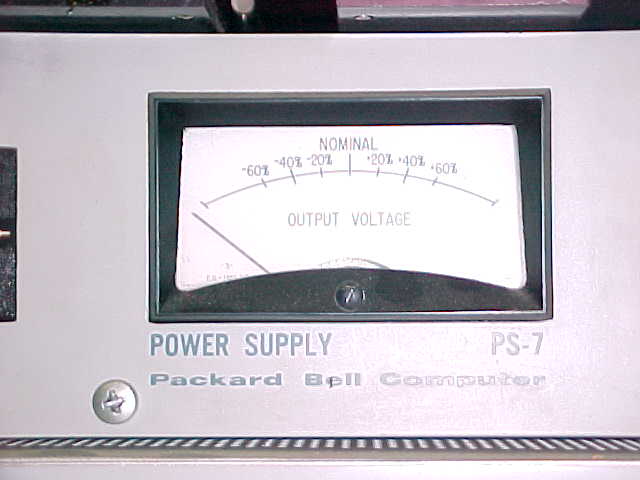 NOMINAL
-60% -40% -20% +20% +40% +60%
OUTPUT VOLTAGE
POWER SUPPLY PS-7
Packard Bell Computer